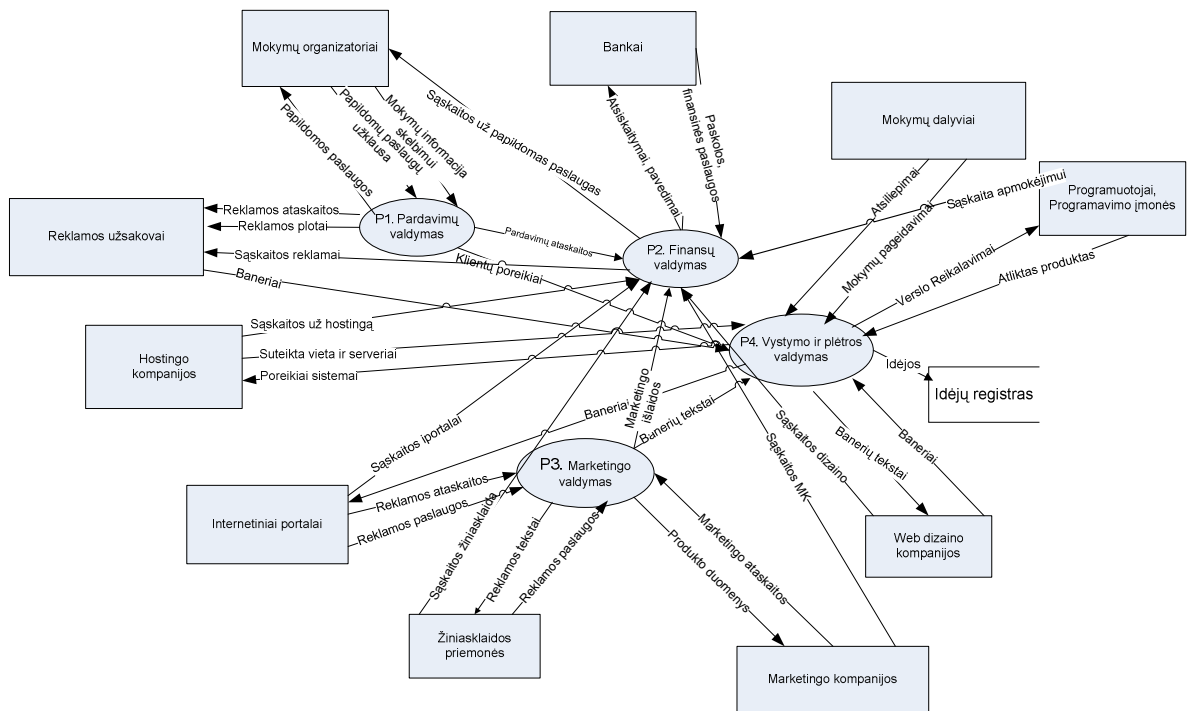 Mokymų organizatoriai
Bankai
Mokymų dalyviai
Programuotojai,
Programavimo įmonės
Reklamos užsakovai
Hostingo
kompanijos
Internetiniai portalai
Žiniasklaidos
priemonės
Marketingo kompanijos
Web dizaino
kompanijos
Idėjų registras
P1. Pardavimų
valdymas
P2. Finansų
valdymas
P3. Marketingo
valdymas
P4. Vystymo ir plėtros
valdymas
Papildomos paslaugos
Papildomų paslaugų
užklausa
Mokymų informacija
skelbimui
Sąskaitos už papildomas paslaugas
Atsiskaitymai, pavedimai
Paskolos,
finansinės paslaugos
Atsiliepimai
Mokymų pageidavimai
Sąskaita apmokėjimui
Verslo Reikalavimai
Atliktas produktas
Reklamos ataskaitos
Reklamos plotai
Sąskaitos reklamai
Baneriai
Pardavimų ataskaitos
Klientų poreikiai
Sąskaitos už hostingą
Suteikta vieta ir serveriai
Poreikiai sistemai
Idėjos
Sąskaitos iportalai
Baneriai
Reklamos ataskaitos
Reklamos paslaugos
Marketingo
išlaidos
Banerių tekstai
Sąskaitos dizaino
Sąskaitos MK
Banerių tekstai
Baneriai
Sąskaitos žiniasklaida
Reklamos tekstai
Reklamos paslaugos
Produkto duomenys
Marketingo ataskaitos